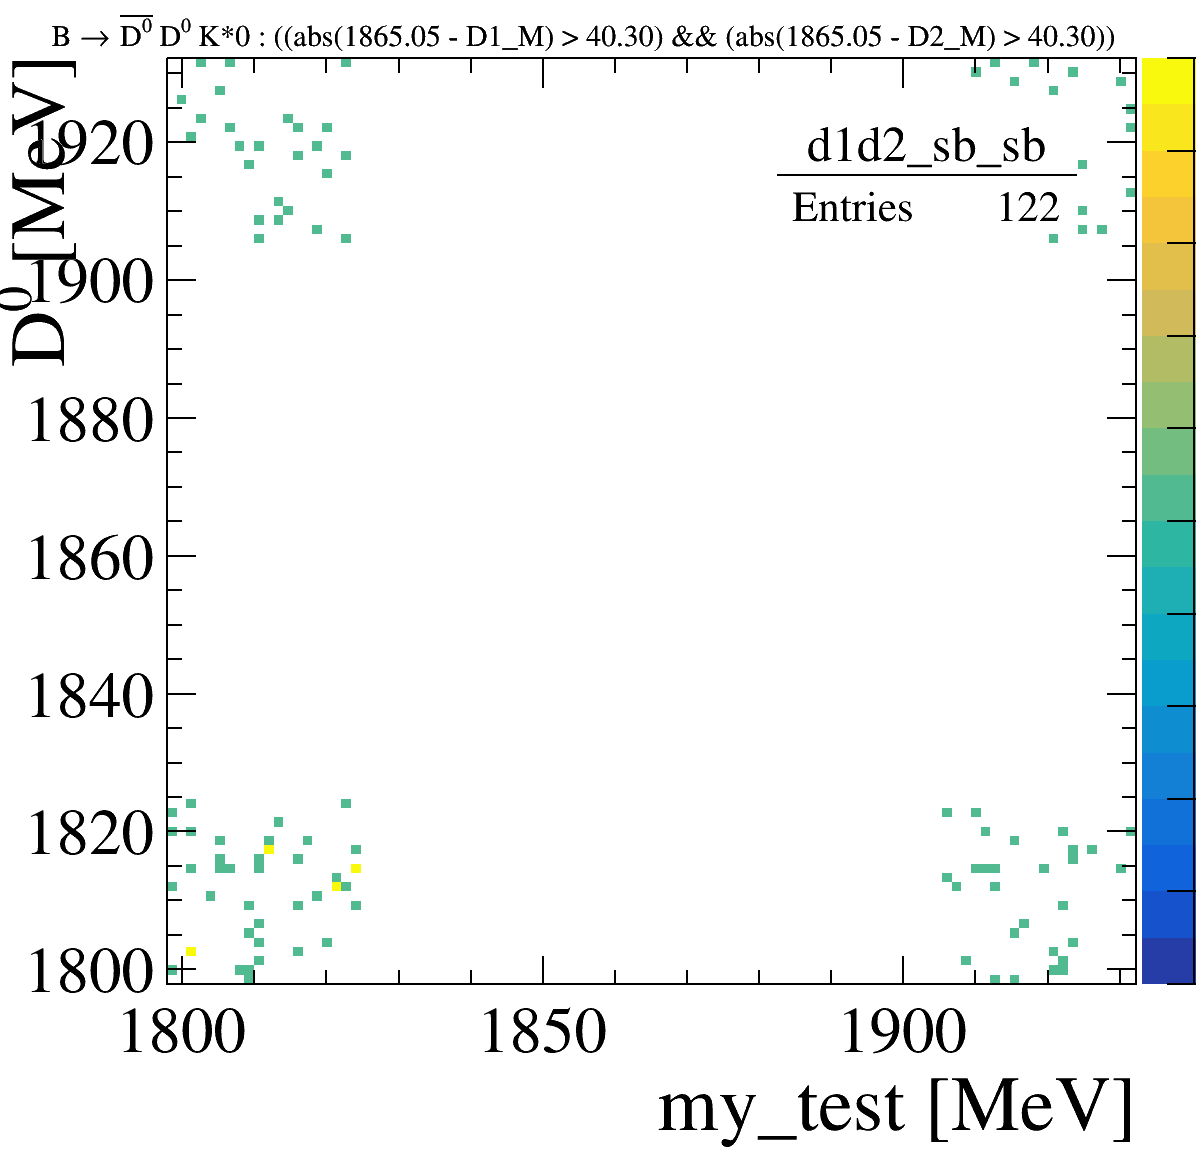 B → D⁰ D⁰ K*0 : ((abs(1865.05 - D1_M) > 40.30) && (abs(1865.05 - D2_M) > 40.30))
D⁰ [MeV]
d1d2_sb_sb
Entries 122
1920
1900
1880
1860
1840
1820
1800
1800 1850 1900
my_test [MeV]